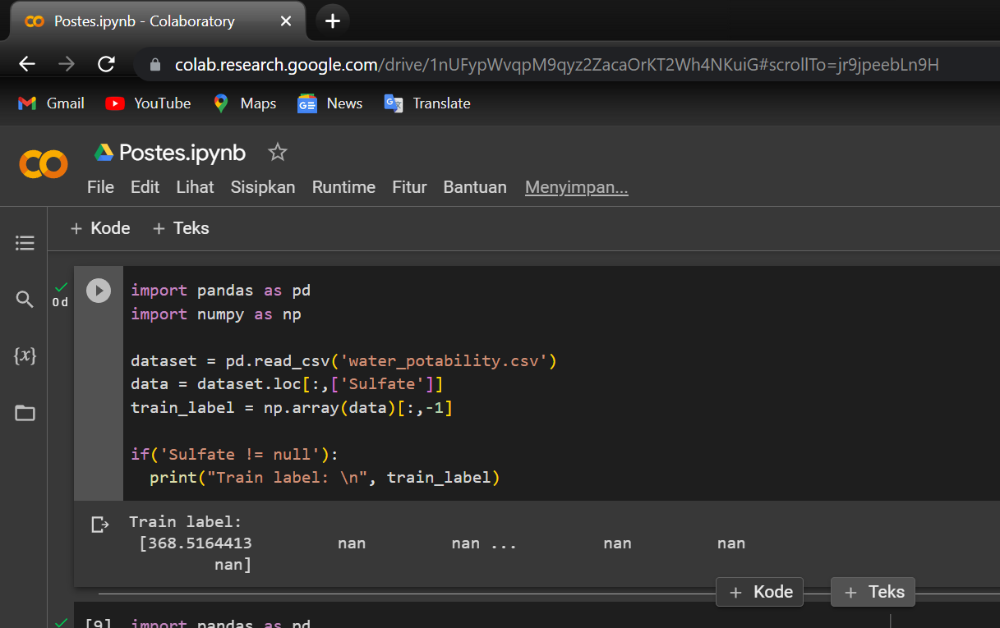 Postes.ipynb - Colaboratory
colab.research.google.com/drive/1nUFypWvqpM9qyz2ZacaOrKT2Wh4NKuiG#scrollTo=jr9jpeebLn9H
Gmail YouTube Maps News Translate
Postes.ipynb
File Edit Lihat Sisipkan Runtime Fitur Bantuan Menyimpan...
+ Kode + Teks
0 d
import pandas as pd
import numpy as np
dataset = pd.read_csv('water_potability.csv')
data = dataset.loc[:,['Sulfate']]
train_label = np.array(data)[:,-1]
if('Sulfate != null'):
print("Train label: \n", train_label)
Train label:
[368.5164413 nan nan ... nan nan
nan]
+ Kode + Teks
[9] import pandas as pd